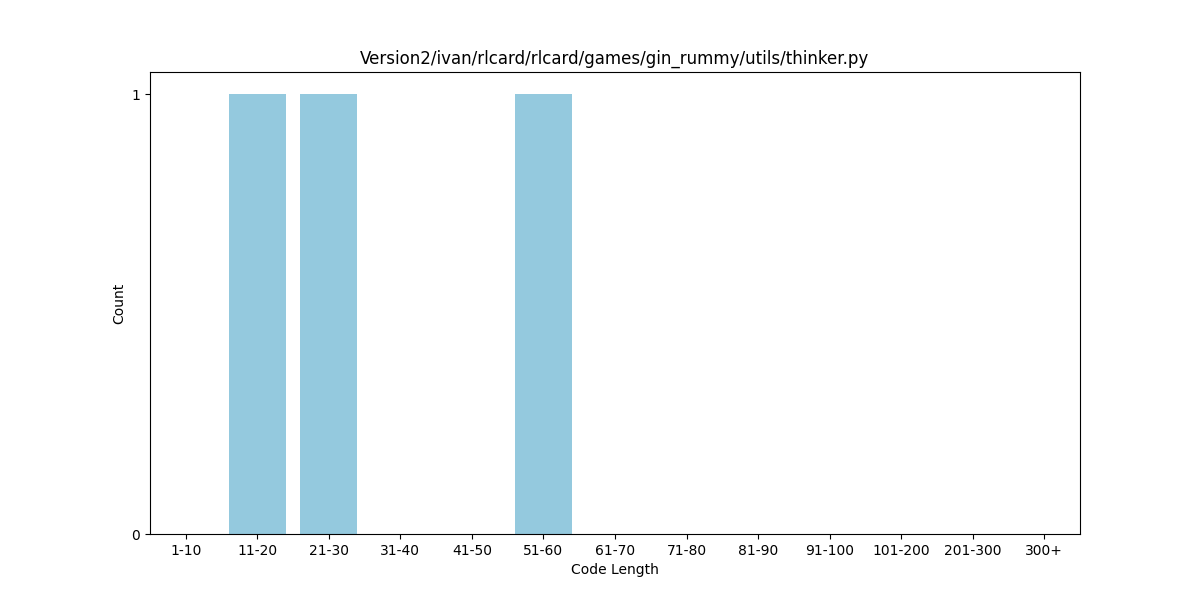 Version2/ivan/rlcard/rlcard/games/gin_rummy/utils/thinker.py
1
Count
0
1-10 11-20 21-30 31-40 41-50 51-60 61-70 71-80 81-90 91-100 101-200 201-300 300+
Code Length